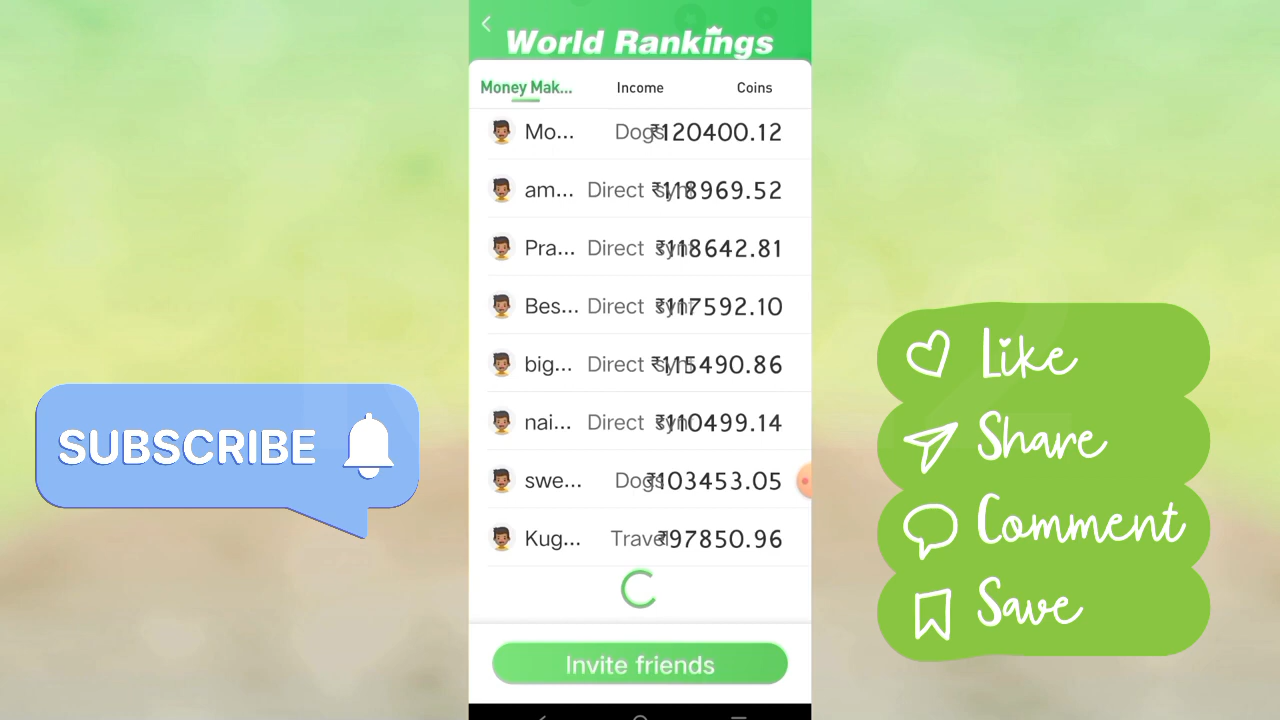 World Rankings
Money Mak... Income Coins
Mo... Dogs ₹120400.12
am... Direct ₹118969.52
Pra... Direct ₹118642.81
Bes... Direct ₹117592.10
big... Direct ₹115490.86
nai... Direct ₹110499.14
swe... Dogs ₹103453.05
Kug... Travel ₹97850.96
Invite friends
SUBSCRIBE
Like
Share
Comment
Save